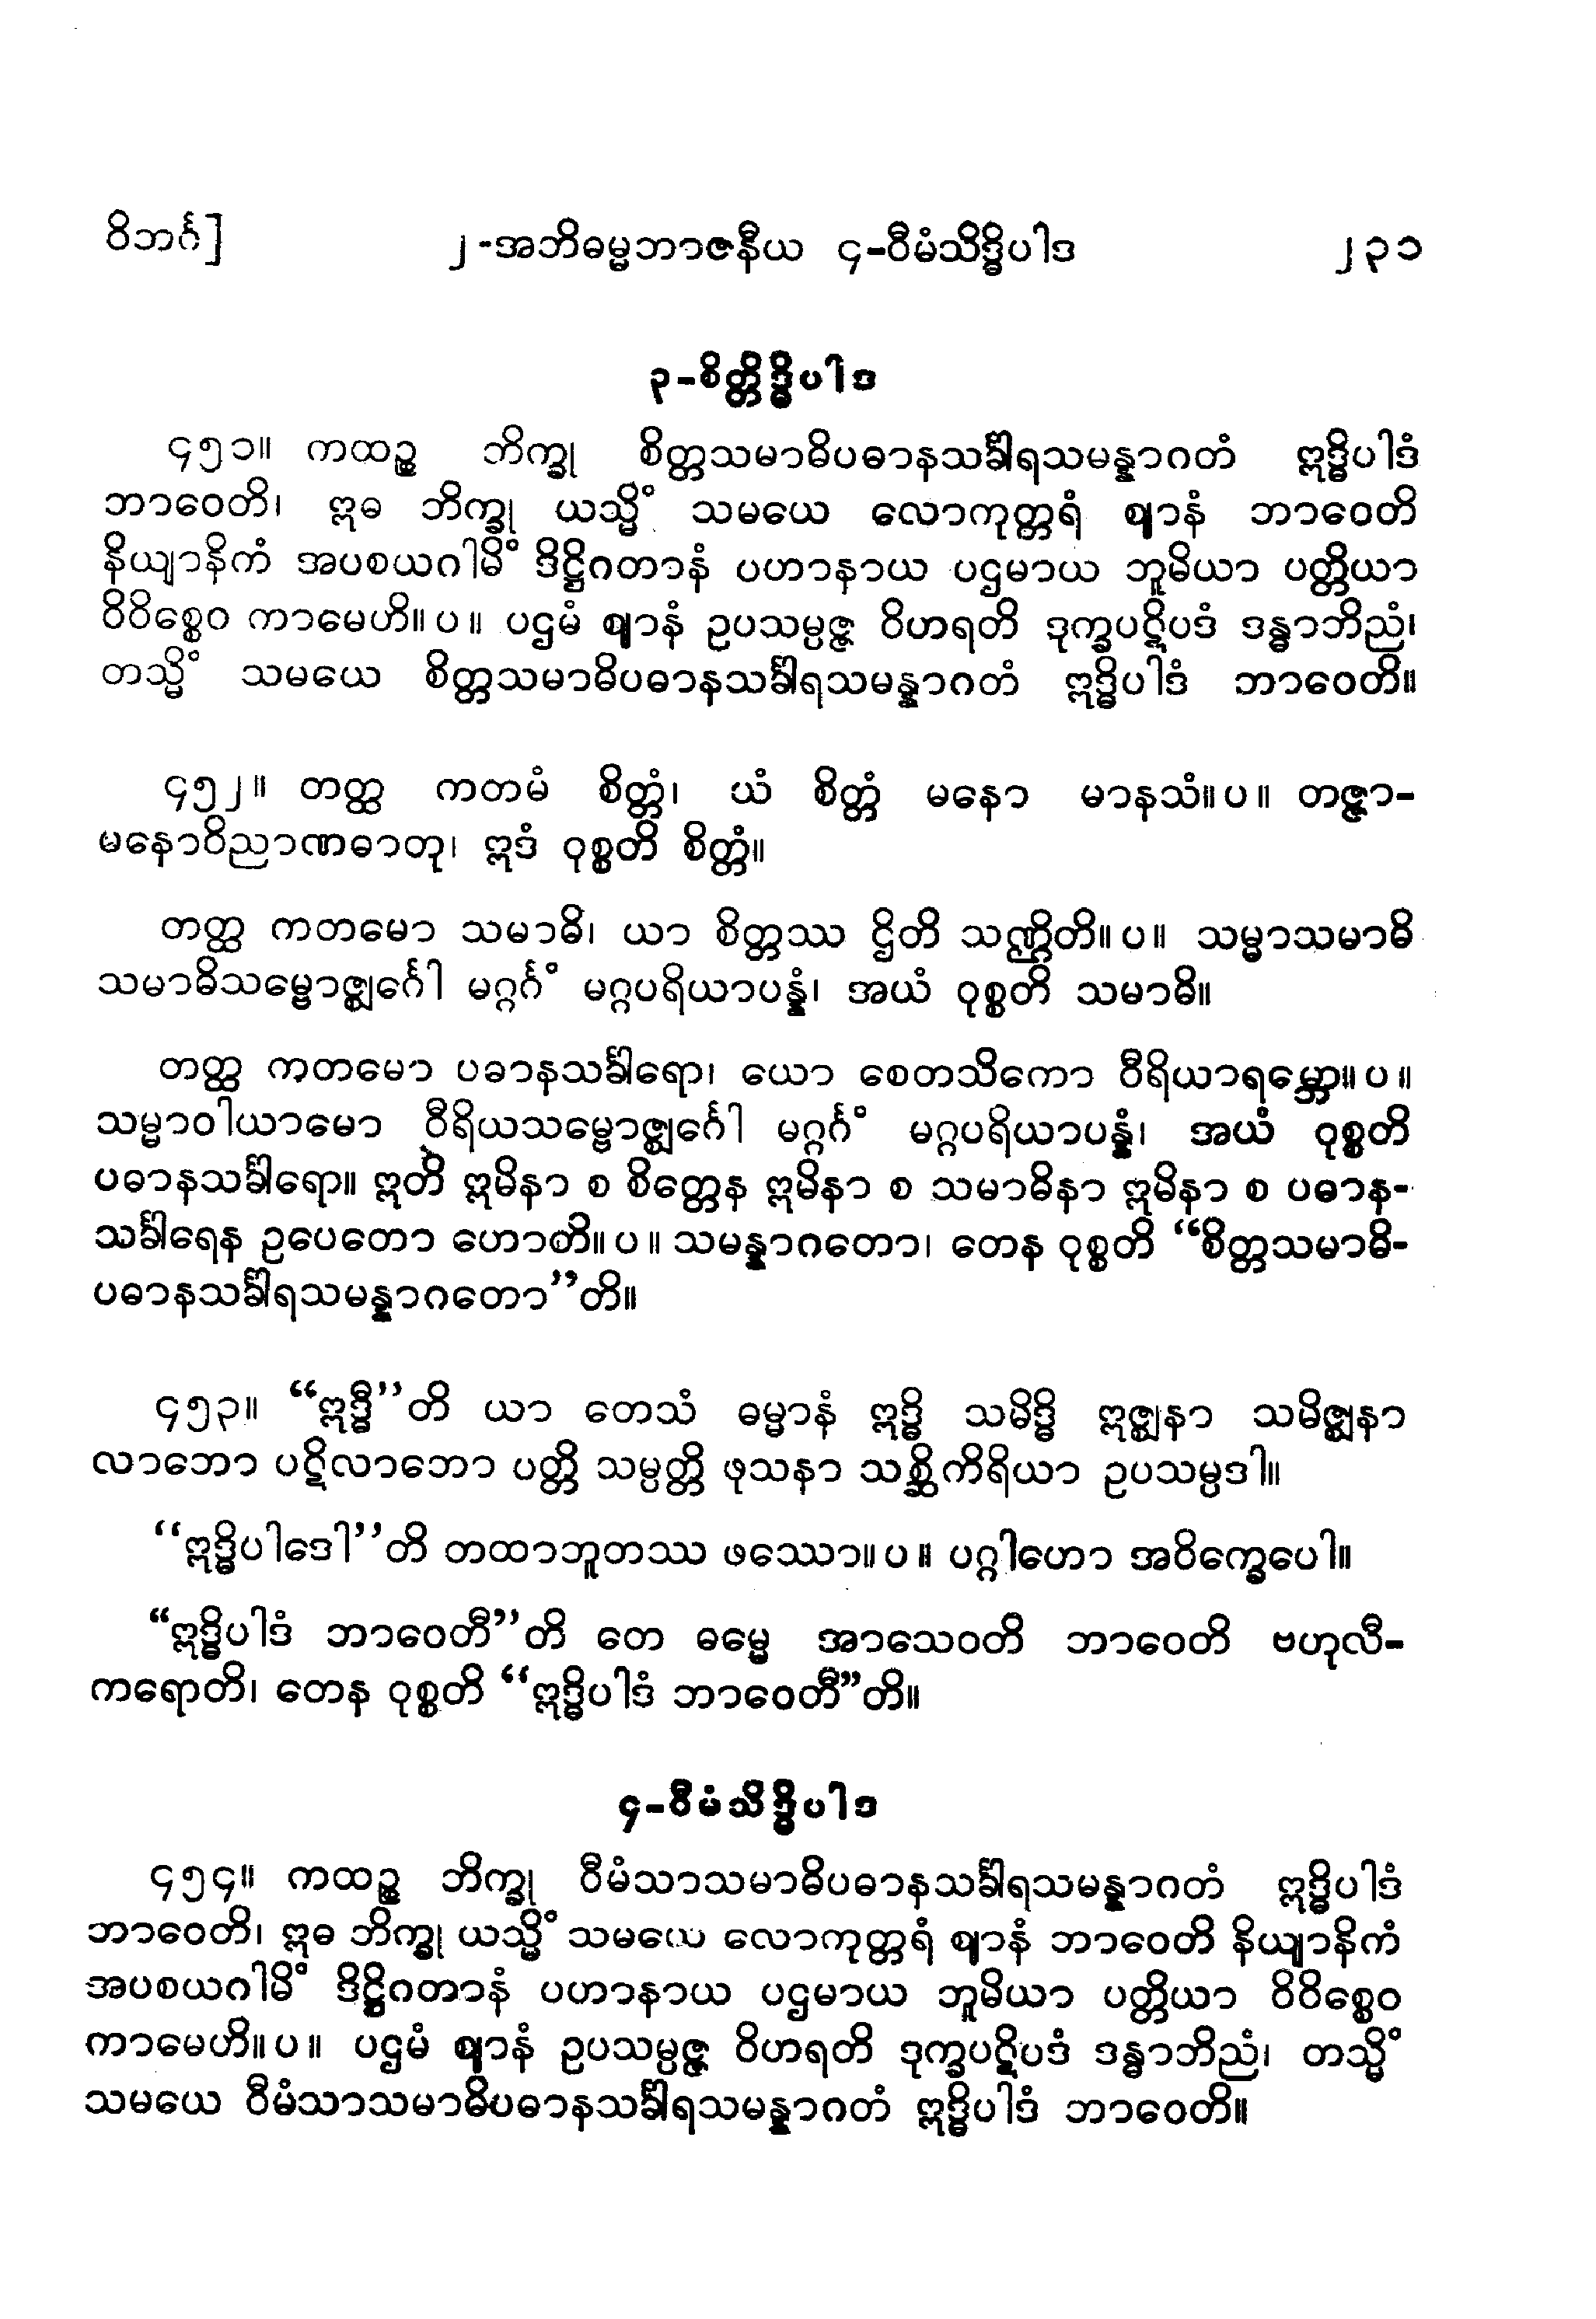 ဝိဘင်္ဂ]
၂-အဘိဓမ္မဘာဇနီယ ၄-ဝီမံသိဒ္ဓိပါဒ
၂၃၁
၃-စိတ္တိဒ္ဓိပါဒ
၄၅၁။ ကထဉ္စ ဘိက္ခု စိတ္တသမာဓိပဓာနသင်္ခါရသမန္နာဂတံ ဣဒ္ဓိပါဒံ
ဘာဝေတိ၊ ဣဓ ဘိက္ခု ယသ္မိံ သမယေ လောကုတ္တရံ ဈာနံ ဘာဝေတိ
နိယျာနိကံ အပစယဂါမိံ ဒိဋ္ဌိဂတာနံ ပဟာနာယ ပဌမာယ ဘူမိယာ ပတ္တိယာ
ဝိဝိစ္စေဝ ကာမေဟိ။ ပ ။ ပဌမံ ဈာနံ ဥပသမ္ပဇ္ဇ ဝိဟရတိ ဒုက္ခပဋိပဒံ ဒန္ဓာဘိညံ၊
တသ္မိံ သမယေ စိတ္တသမာဓိပဓာနသင်္ခါရသမန္နာဂတံ ဣဒ္ဓိပါဒံ ဘာဝေတိ။
၄၅၂။ တတ္ထ ကတမံ စိတ္တံ၊ ယံ စိတ္တံ မနော မာနသံ။ ပ ။ တဇ္ဇာ-
မနောဝိညာဏဓာတု၊ ဣဒံ ဝုစ္စတိ စိတ္တံ။
တတ္ထ ကတမော သမာဓိ၊ ယာ စိတ္တဿ ဌိတိ သဏ္ဌိတိ။ ပ ။ သမ္မာသမာဓိ
သမာဓိသမ္ဗောဇ္ဈင်္ဂေါ မဂ္ဂင်္ဂံ မဂ္ဂပရိယာပန္နံ၊ အယံ ဝုစ္စတိ သမာဓိ။
တတ္ထ ကတမော ပဓာနသင်္ခါရော၊ ယော စေတသိကော ဝီရိယာရမ္ဘော။ ပ ။
သမ္မာဝါယာမော ဝီရိယသမ္ဗောဇ္ဈင်္ဂေါ မဂ္ဂင်္ဂံ မဂ္ဂပရိယာပန္နံ၊ အယံ ဝုစ္စတိ
ပဓာနသင်္ခါရော။ ဣတိ ဣမိနာ စ စိတ္တေန ဣမိနာ စ သမာဓိနာ ဣမိနာ စ ပဓာန-
သင်္ခါရေန ဥပေတော ဟောတိ။ ပ ။ သမန္နာဂတော၊ တေန ဝုစ္စတိ “စိတ္တသမာဓိ-
ပဓာနသင်္ခါရသမန္နာဂတော”တိ။
၄၅၃။ “ဣဒ္ဓီ”တိ ယာ တေသံ ဓမ္မာနံ ဣဒ္ဓိ သမိဒ္ဓိ ဣဇ္ဈနာ သမိဇ္ဈနာ
လာဘော ပဋိလာဘော ပတ္တိ သမ္ပတ္တိ ဖုသနာ သစ္ဆိကိရိယာ ဥပသမ္ပဒါ။
“ဣဒ္ဓိပါဒေါ”တိ တထာဘူတဿ ဖဿော။ ပ ။ ပဂ္ဂါဟော အဝိက္ခေပေါ။
“ဣဒ္ဓိပါဒံ ဘာဝေတီ”တိ တေ ဓမ္မေ အာသေဝတိ ဘာဝေတိ ဗဟုလီ-
ကရောတိ၊ တေန ဝုစ္စတိ “ဣဒ္ဓိပါဒံ ဘာဝေတီ”တိ။
၄-ဝီမံသိဒ္ဓိပါဒ
၄၅၄။ ကထဉ္စ ဘိက္ခု ဝီမံသာသမာဓိပဓာနသင်္ခါရသမန္နာဂတံ ဣဒ္ဓိပါဒံ
ဘာဝေတိ၊ ဣဓ ဘိက္ခု ယသ္မိံ သမယေ လောကုတ္တရံ ဈာနံ ဘာဝေတိ နိယျာနိကံ
အပစယဂါမိံ ဒိဋ္ဌိဂတာနံ ပဟာနာယ ပဌမာယ ဘူမိယာ ပတ္တိယာ ဝိဝိစ္စေဝ
ကာမေဟိ။ ပ ။ ပဌမံ ဈာနံ ဥပသမ္ပဇ္ဇ ဝိဟရတိ ဒုက္ခပဋိပဒံ ဒန္ဓာဘိညံ၊ တသ္မိံ
သမယေ ဝီမံသာသမာဓိပဓာနသင်္ခါရသမန္နာဂတံ ဣဒ္ဓိပါဒံ ဘာဝေတိ။